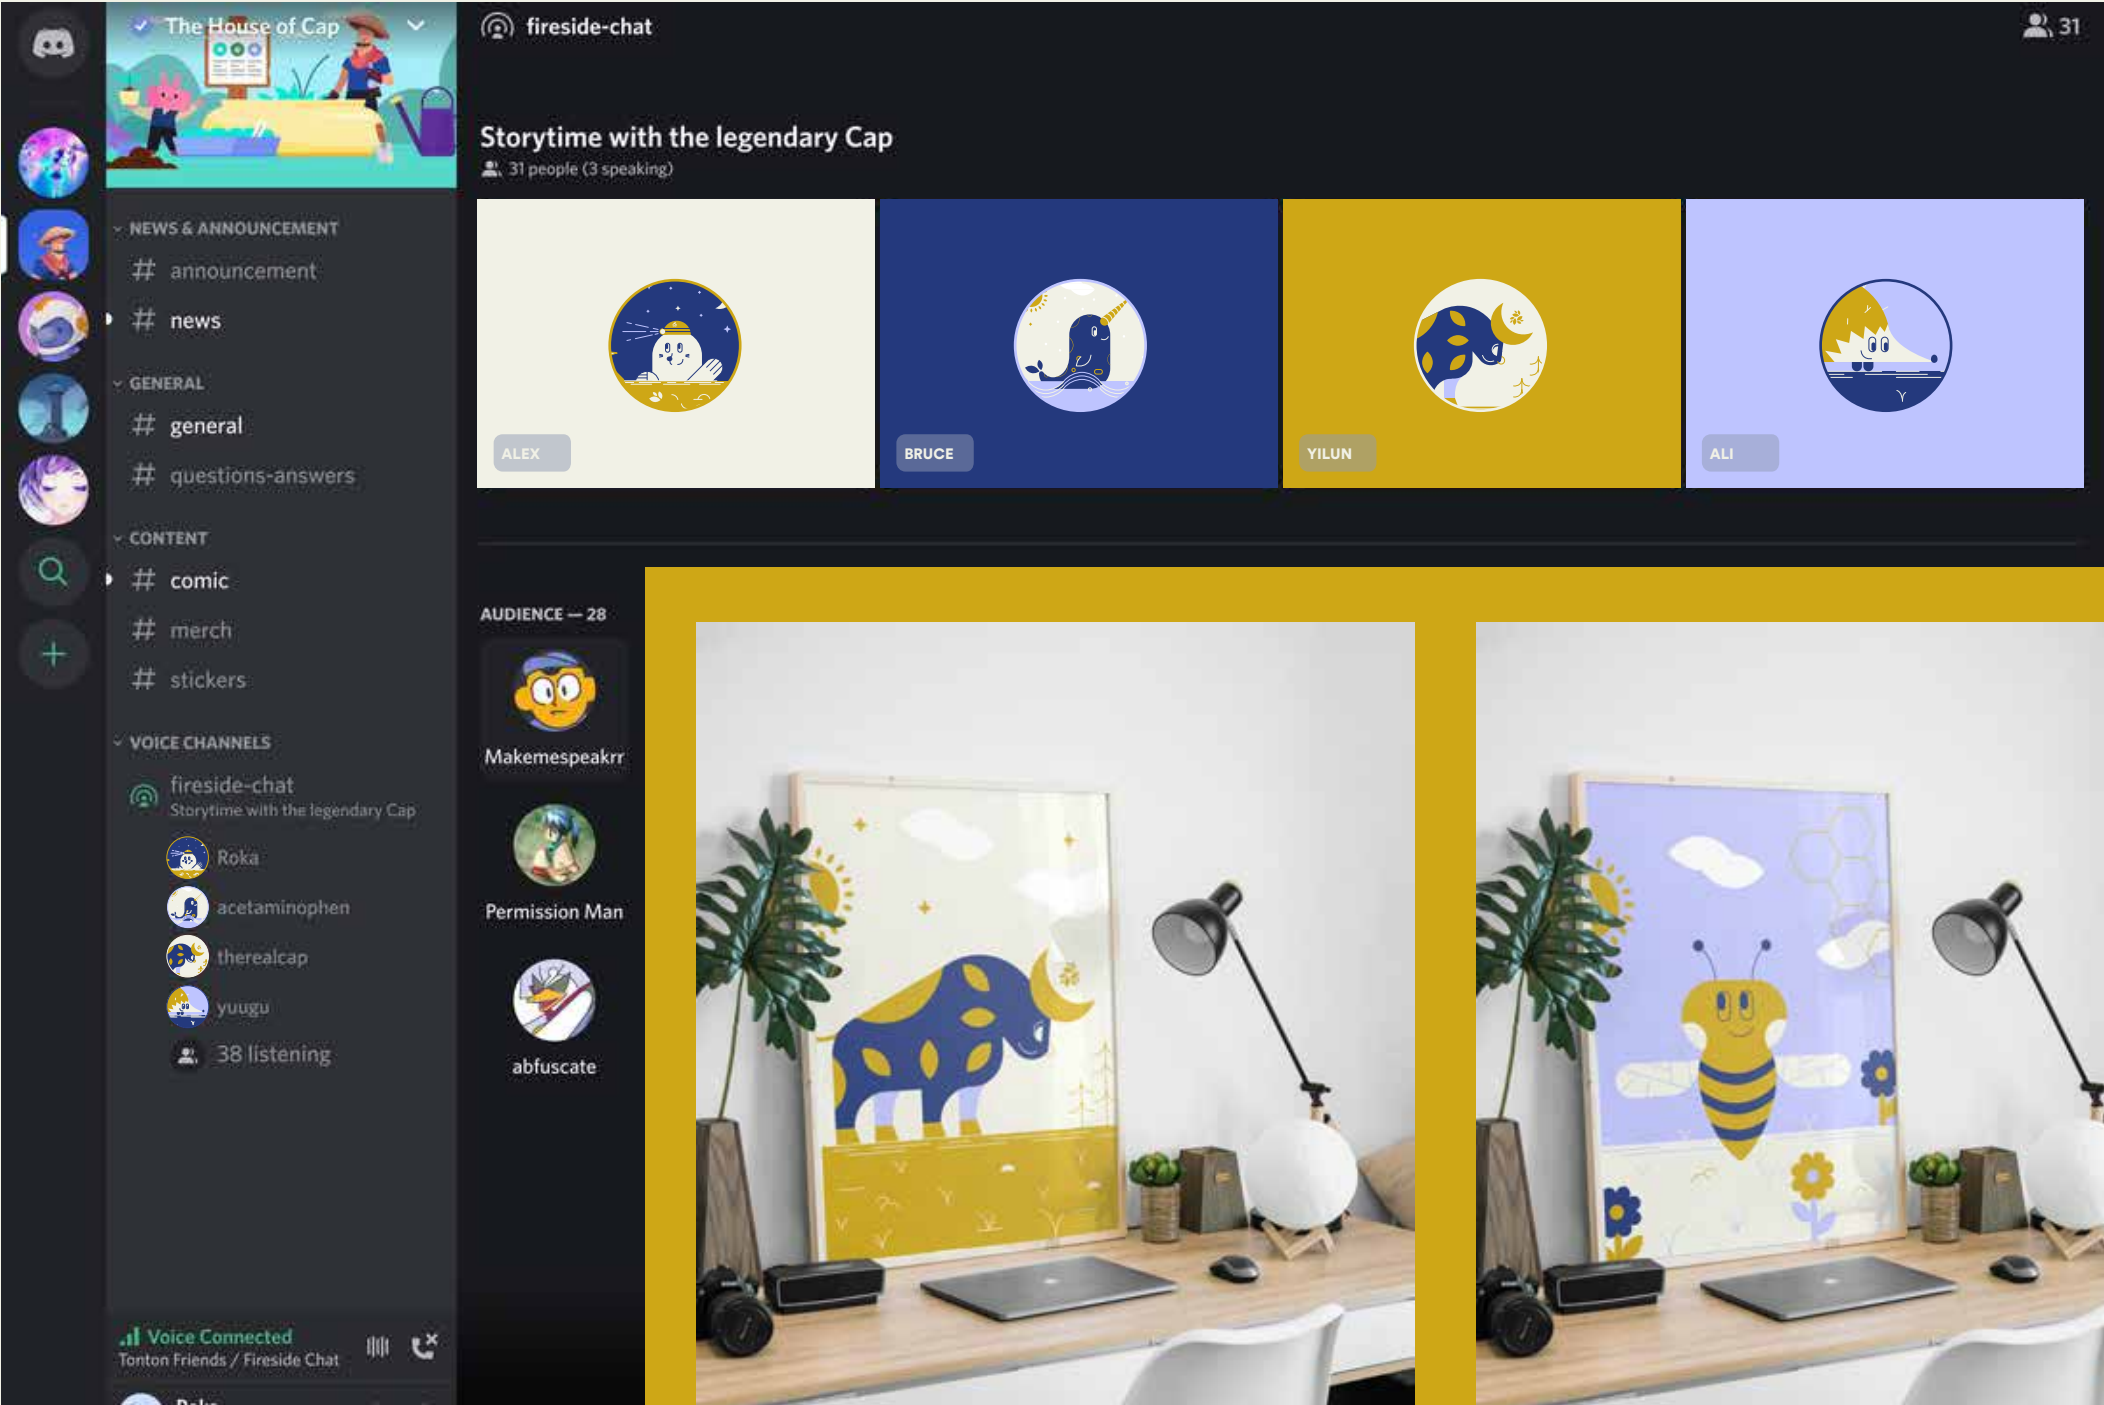 The House of Cap
NEWS & ANNOUNCEMENT
# announcement
# news
GENERAL
# general
# questions-answers
CONTENT
# comic
# merch
# stickers
VOICE CHANNELS
fireside-chat
Storytime with the legendary Cap
Roka
acetaminophen
therealcap
yuugu
38 listening
Voice Connected
Tonton Friends / Fireside Chat
fireside-chat
31
Storytime with the legendary Cap
31 people (3 speaking)
ALEX
BRUCE
YILUN
ALI
AUDIENCE — 28
Makemespeakrr
Permission Man
abfuscate